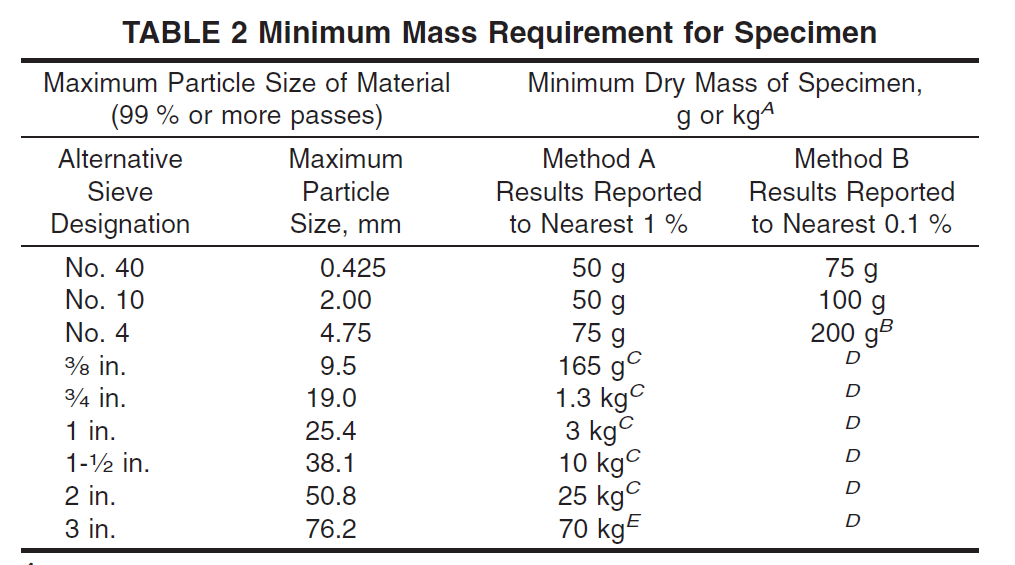 TABLE 2 Minimum Mass Requirement for Specimen
Maximum Particle Size of Material Minimum Dry Mass of Specimen,
(99 % or more passes) g or kgA
Alternative Maximum Method A Method B
Sieve Particle Results Reported Results Reported
Designation Size, mm to Nearest 1 % to Nearest 0.1 %
No. 40 0.425 50 g 75 g
No. 10 2.00 50 g 100 g
No. 4 4.75 75 g 200 gB
3⁄8 in. 9.5 165 gC D
3⁄4 in. 19.0 1.3 kgC D
1 in. 25.4 3 kgC D
1-1⁄2 in. 38.1 10 kgC D
2 in. 50.8 25 kgC D
3 in. 76.2 70 kgE D